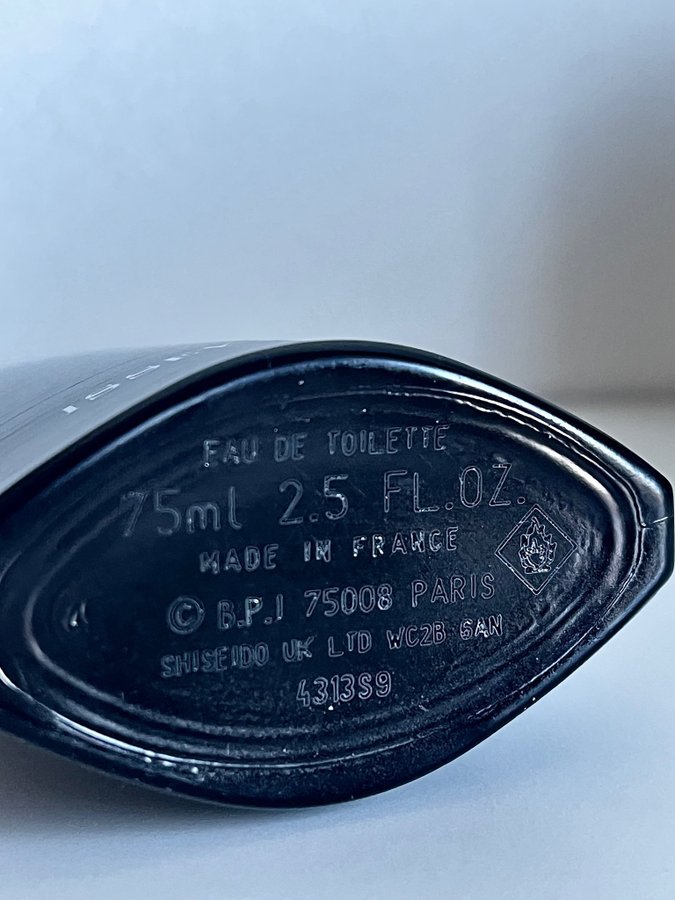 EAU DE TOILETTE
75ml 2.5 FL.OZ.
MADE IN FRANCE
© B.P.I 75008 PARIS
SHISEIDO UK LTD WC2B 6AN
4313S9